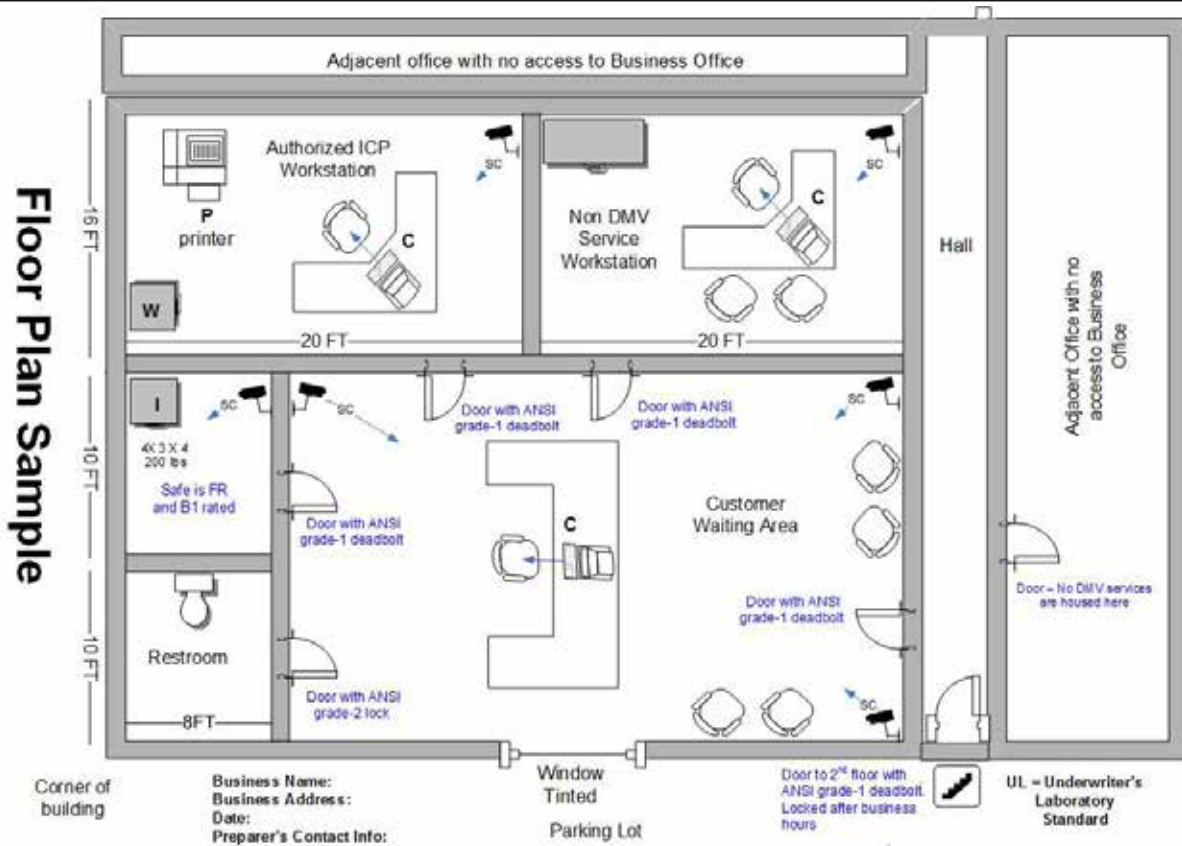 Floor Plan Sample
Adjacent office with no access to Business Office
16 FT
Authorized ICP
Workstation
SC
P
printer
C
W
20 FT
Non DMV
Service
Workstation
SC
C
20 FT
Hall
Adjacent Office with no
access to Business
Office
10 FT
I
4X 3 X 4
200 lbs
Safe is FR
and B1 rated
SC
SC
Door with ANSI
grade-1 deadbolt
Door with ANSI
grade-1 deadbolt
SC
Door with ANSI
grade-1 deadbolt
C
Customer
Waiting Area
Door with ANSI
grade-1 deadbolt
Door – No DMV services
are housed here
10 FT
Restroom
8FT
Door with ANSI
grade-2 lock
SC
Corner of
building
Business Name:
Business Address:
Date:
Preparer's Contact Info:
Window
Tinted
Parking Lot
Door to 2nd floor with
ANSI grade-1 deadbolt.
Locked after business
hours
UL = Underwriter's
Laboratory
Standard